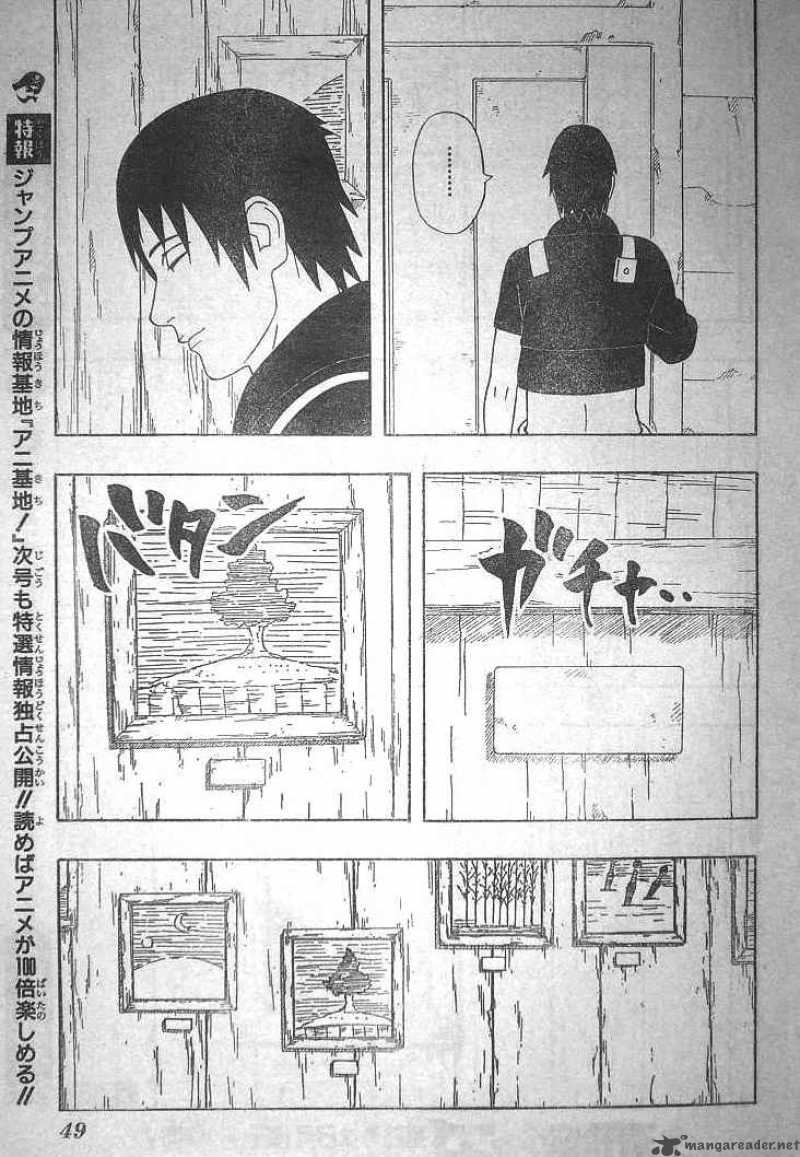 ………
ガチャ‥
バタン
特報 ジャンプアニメの情報基地『アニ基地！』次号も特選情報独占公開!!読めばアニメが100倍楽しめる!!
49
mangareader.net